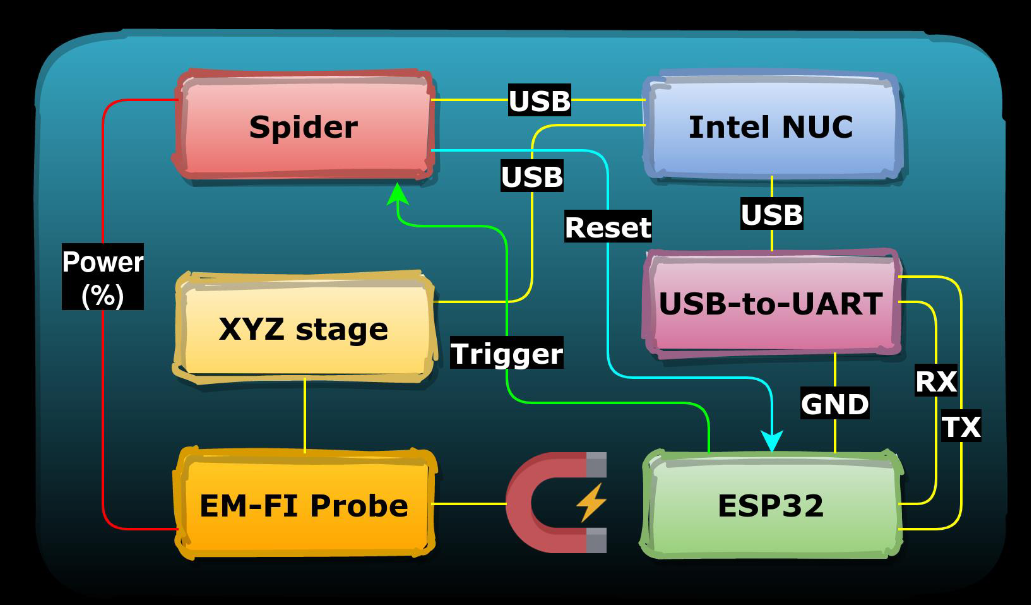 Spider
USB
Intel NUC
USB
USB
Reset
Power
(%)
USB-to-UART
XYZ stage
Trigger
RX
GND
TX
EM-FI Probe
ESP32